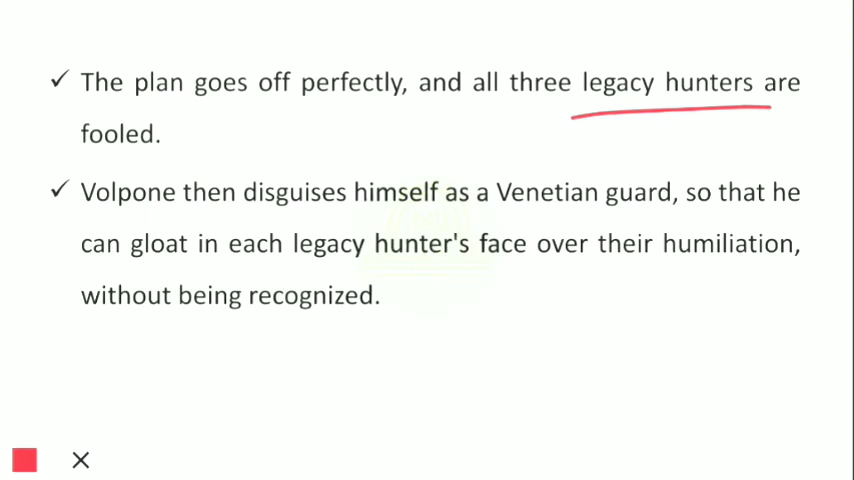 ✓ The plan goes off perfectly, and all three legacy hunters are
fooled.
✓ Volpone then disguises himself as a Venetian guard, so that he
can gloat in each legacy hunter's face over their humiliation,
without being recognized.